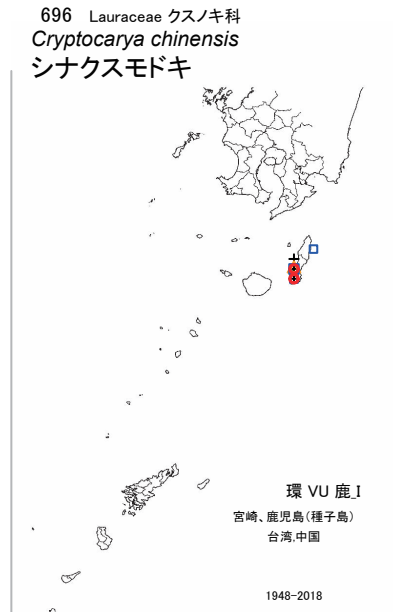 696 Lauraceae クスノキ科
Cryptocarya chinensis
シナクスモドキ
環 VU 鹿_I
宮崎、鹿児島(種子島)
台湾,中国
1948-2018